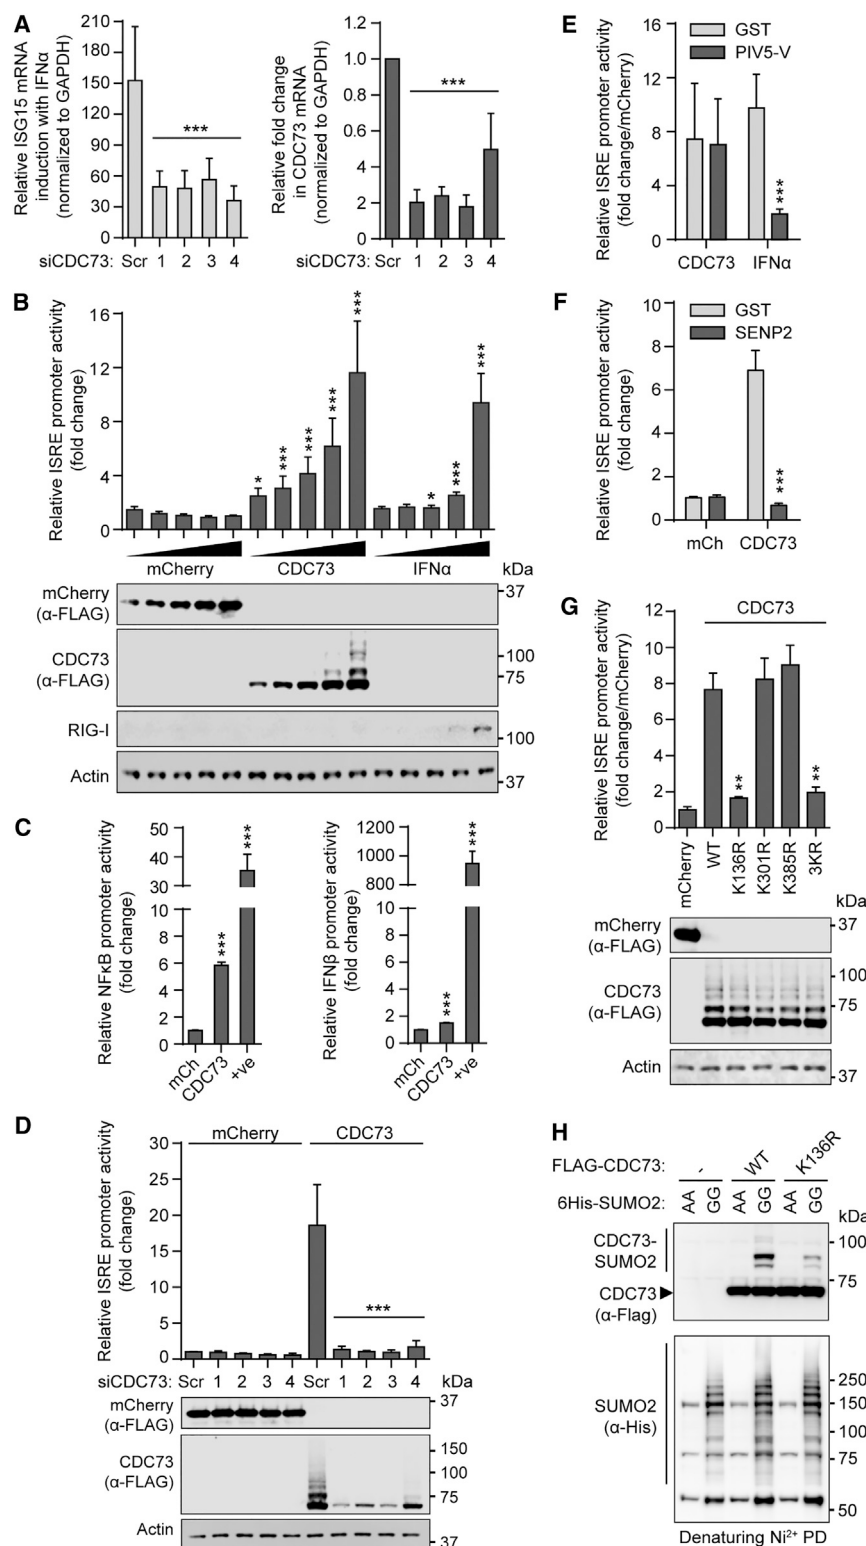 A
Relative ISG15 mRNA
induction with IFNα
(normalized to GAPDH)
210
180
150
120
90
60
30
0
***
siCDC73: Scr 1 2 3 4
Relative fold change
in CDC73 mRNA
(normalized to GAPDH)
1.2
1.0
0.8
0.6
0.4
2
0
***
siCDC73: Scr 1 2 3 4
B
Relative ISRE promoter activity
(fold change)
16
12
8
4
0
* *** *** *** ***
* *** ***
mCherry CDC73 IFNα kDa
mCherry
(α-FLAG)
37
CDC73
(α-FLAG)
100
75
RIG-I
100
Actin
37
C
Relative NFκB promoter activity
(fold change)
50
40
30
10
8
6
4
2
0
***
***
mCh CDC73 +ve
Relative IFNβ promoter activity
(fold change)
1200
1000
800
10
8
6
4
2
0
***
***
mCh CDC73 +ve
D
mCherry CDC73
Relative ISRE promoter activity
(fold change)
30
25
20
15
10
5
0
***
siCDC73: Scr 1 2 3 4 Scr 1 2 3 4 kDa
mCherry
(α-FLAG)
37
CDC73
(α-FLAG)
150
100
75
Actin
37
E
GST
PIV5-V
Relative ISRE promoter activity
(fold change/mCherry)
16
12
8
4
0
***
CDC73 IFNα
F
GST
SENP2
Relative ISRE promoter activity
(fold change)
10
8
6
4
2
0
***
mCh CDC73
G
CDC73
Relative ISRE promoter activity
(fold change/mCherry)
12
10
8
6
4
2
0
**
**
mCherry WT K136R K301R K385R 3KR
kDa
mCherry
(α-FLAG)
37
CDC73
(α-FLAG)
100
75
Actin
37
H
FLAG-CDC73: - WT K136R
6His-SUMO2: AA GG AA GG AA GG
kDa
CDC73-
SUMO2
100
75
CDC73
(α-Flag)
SUMO2
(α-His)
250
150
100
75
50
Denaturing Ni²⁺ PD